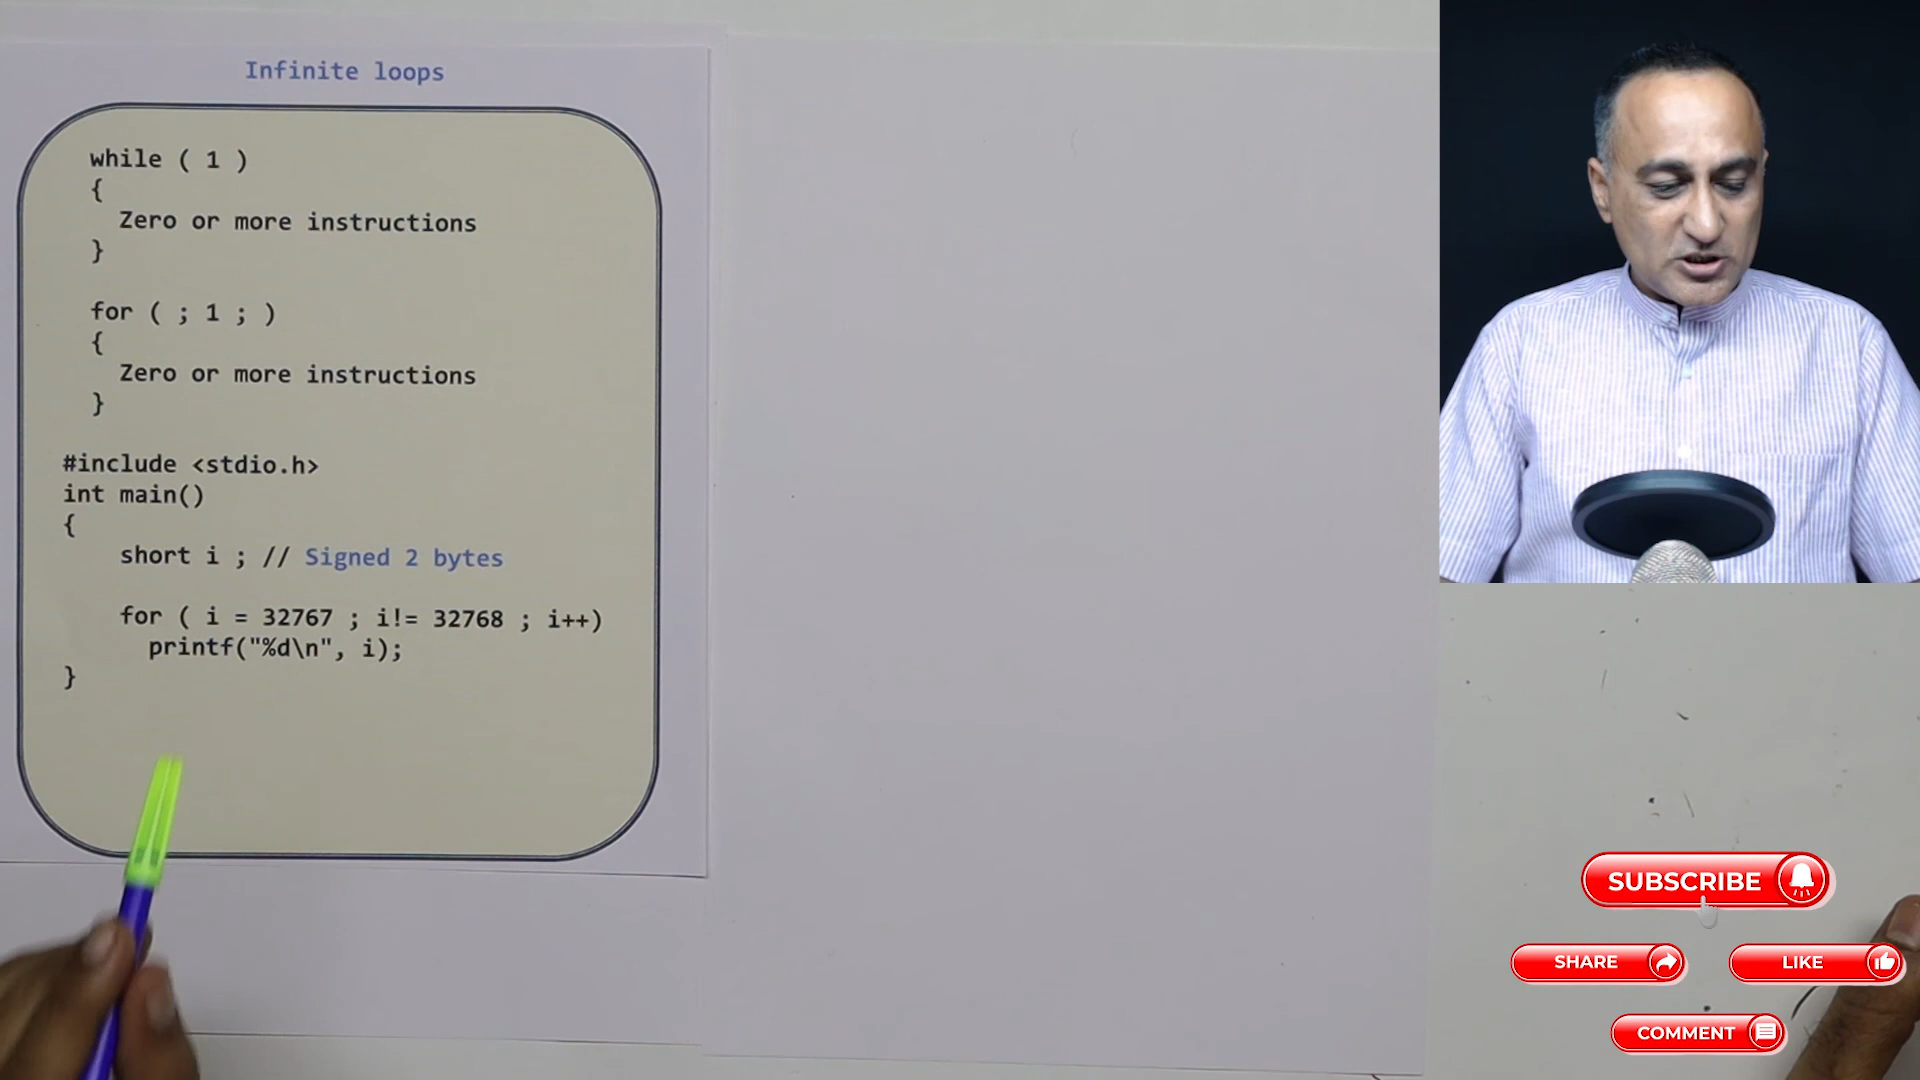 Infinite loops
while ( 1 )
{
Zero or more instructions
}
for ( ; 1 ; )
{
Zero or more instructions
}
#include <stdio.h>
int main()
{
short i ; // Signed 2 bytes
for ( i = 32767 ; i!= 32768 ; i++)
printf("%d\n", i);
}
SUBSCRIBE
SHARE
LIKE
COMMENT